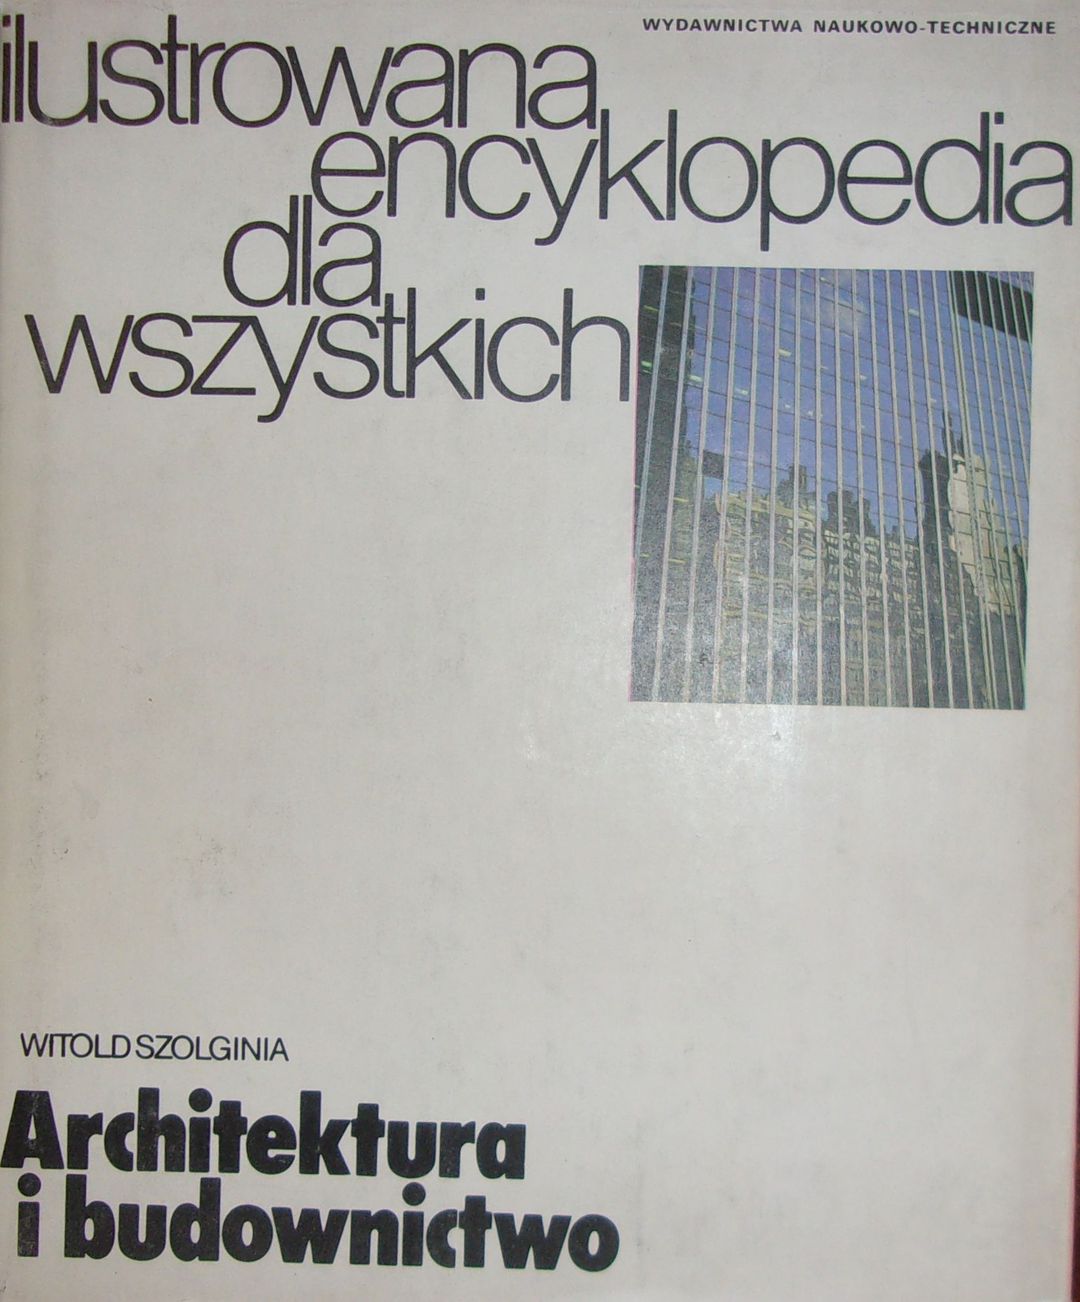 WYDAWNICTWA NAUKOWO-TECHNICZNE
ilustrowana
encyklopedia
dla
wszystkich
WITOLD SZOLGINIA
Architektura
i budownictwo